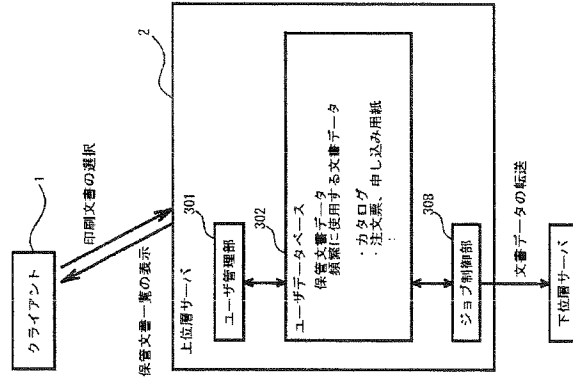 クライアント
1
印刷文書の選択
保管文書一覧の表示
2
上位層サーバ
301
ユーザ管理部
302
ユーザデータベース
保管文書データ
頻繁に使用する文書データ
・カタログ
・注文票、申し込み用紙
⋮
308
ジョブ制御部
文書データの転送
下位層サーバ